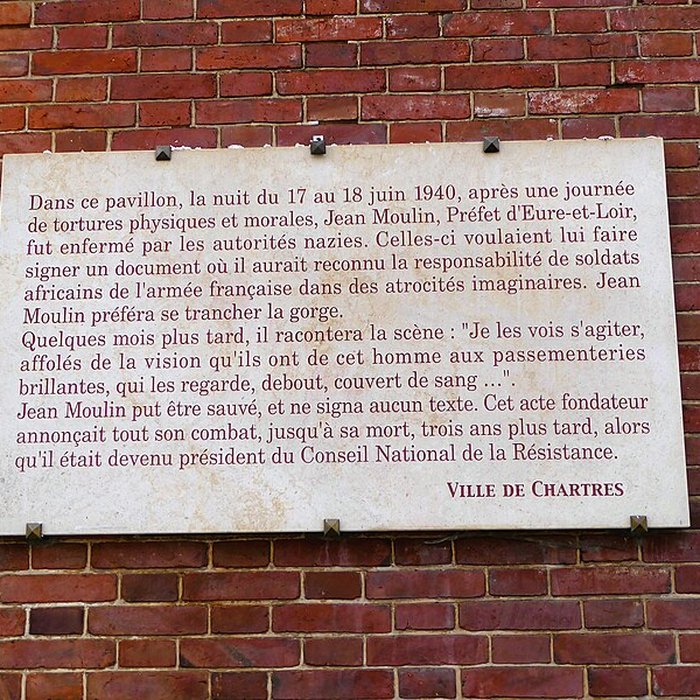 Dans ce pavillon, la nuit du 17 au 18 juin 1940, après une journée
de tortures physiques et morales, Jean Moulin, Préfet d'Eure-et-Loir,
fut enfermé par les autorités nazies. Celles-ci voulaient lui faire
signer un document où il aurait reconnu la responsabilité de soldats
africains de l'armée française dans des atrocités imaginaires. Jean
Moulin préféra se trancher la gorge.
Quelques mois plus tard, il racontera la scène : "Je les vois s'agiter,
affolés de la vision qu'ils ont de cet homme aux passementeries
brillantes, qui les regarde, debout, couvert de sang ...".
Jean Moulin put être sauvé, et ne signa aucun texte. Cet acte fondateur
annonçait tout son combat, jusqu'à sa mort, trois ans plus tard, alors
qu'il était devenu président du Conseil National de la Résistance.
VILLE DE CHARTRES